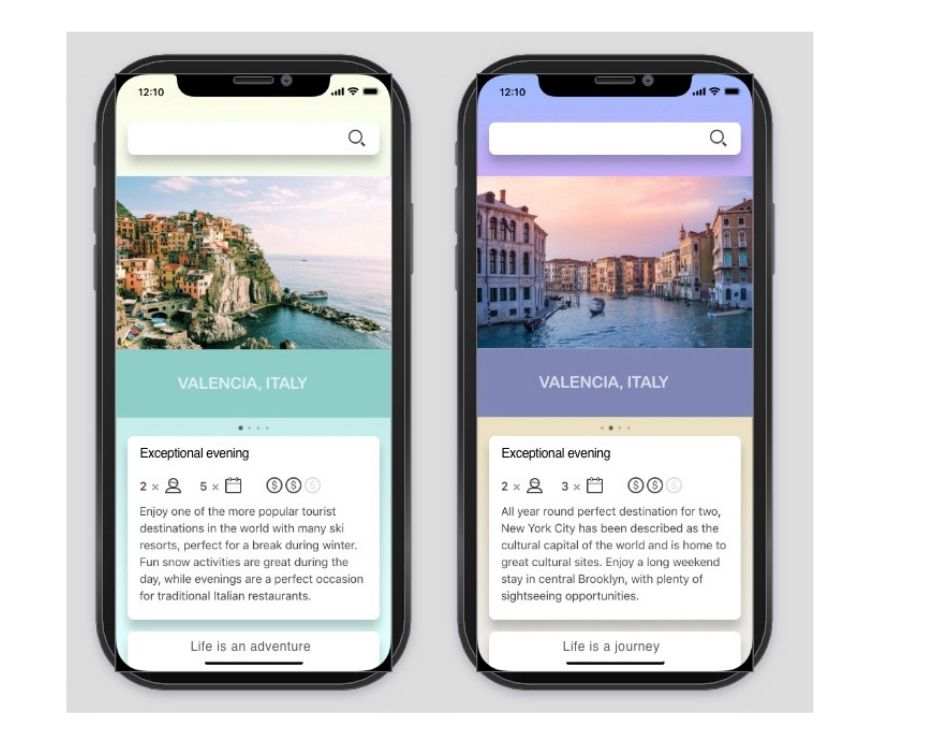 12:10
VALENCIA, ITALY
Exceptional evening
2 × 5 ×
Enjoy one of the more popular tourist
destinations in the world with many ski
resorts, perfect for a break during winter.
Fun snow activities are great during the
day, while evenings are a perfect occasion
for traditional Italian restaurants.
Life is an adventure
12:10
VALENCIA, ITALY
Exceptional evening
2 × 3 ×
All year round perfect destination for two,
New York City has been described as the
cultural capital of the world and is home to
great cultural sites. Enjoy a long weekend
stay in central Brooklyn, with plenty of
sightseeing opportunities.
Life is a journey